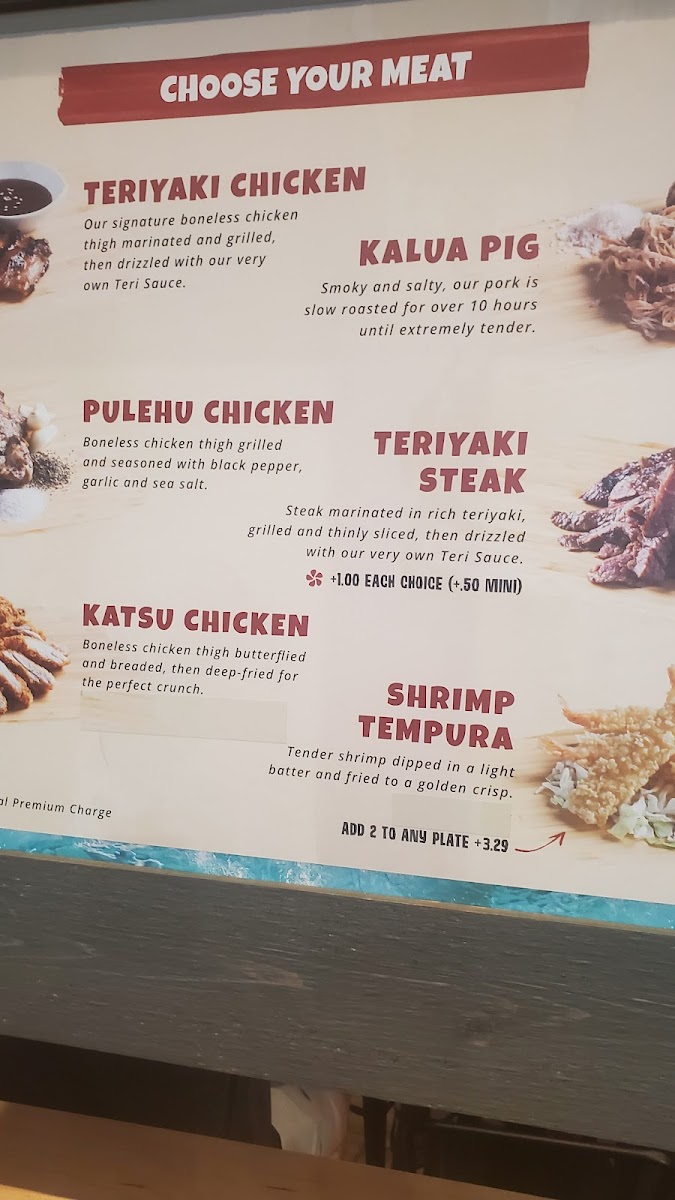 CHOOSE YOUR MEAT
TERIYAKI CHICKEN
Our signature boneless chicken
thigh marinated and grilled,
then drizzled with our very
own Teri Sauce.
KALUA PIG
Smoky and salty, our pork is
slow roasted for over 10 hours
until extremely tender.
PULEHU CHICKEN
Boneless chicken thigh grilled
and seasoned with black pepper,
garlic and sea salt.
TERIYAKI
STEAK
Steak marinated in rich teriyaki,
grilled and thinly sliced, then drizzled
with our very own Teri Sauce.
+1.00 EACH CHOICE (+.50 MINI)
KATSU CHICKEN
Boneless chicken thigh butterflied
and breaded, then deep-fried for
the perfect crunch.
SHRIMP
TEMPURA
Tender shrimp dipped in a light
batter and fried to a golden crisp.
ADD 2 TO ANY PLATE +3.29
Premium Charge